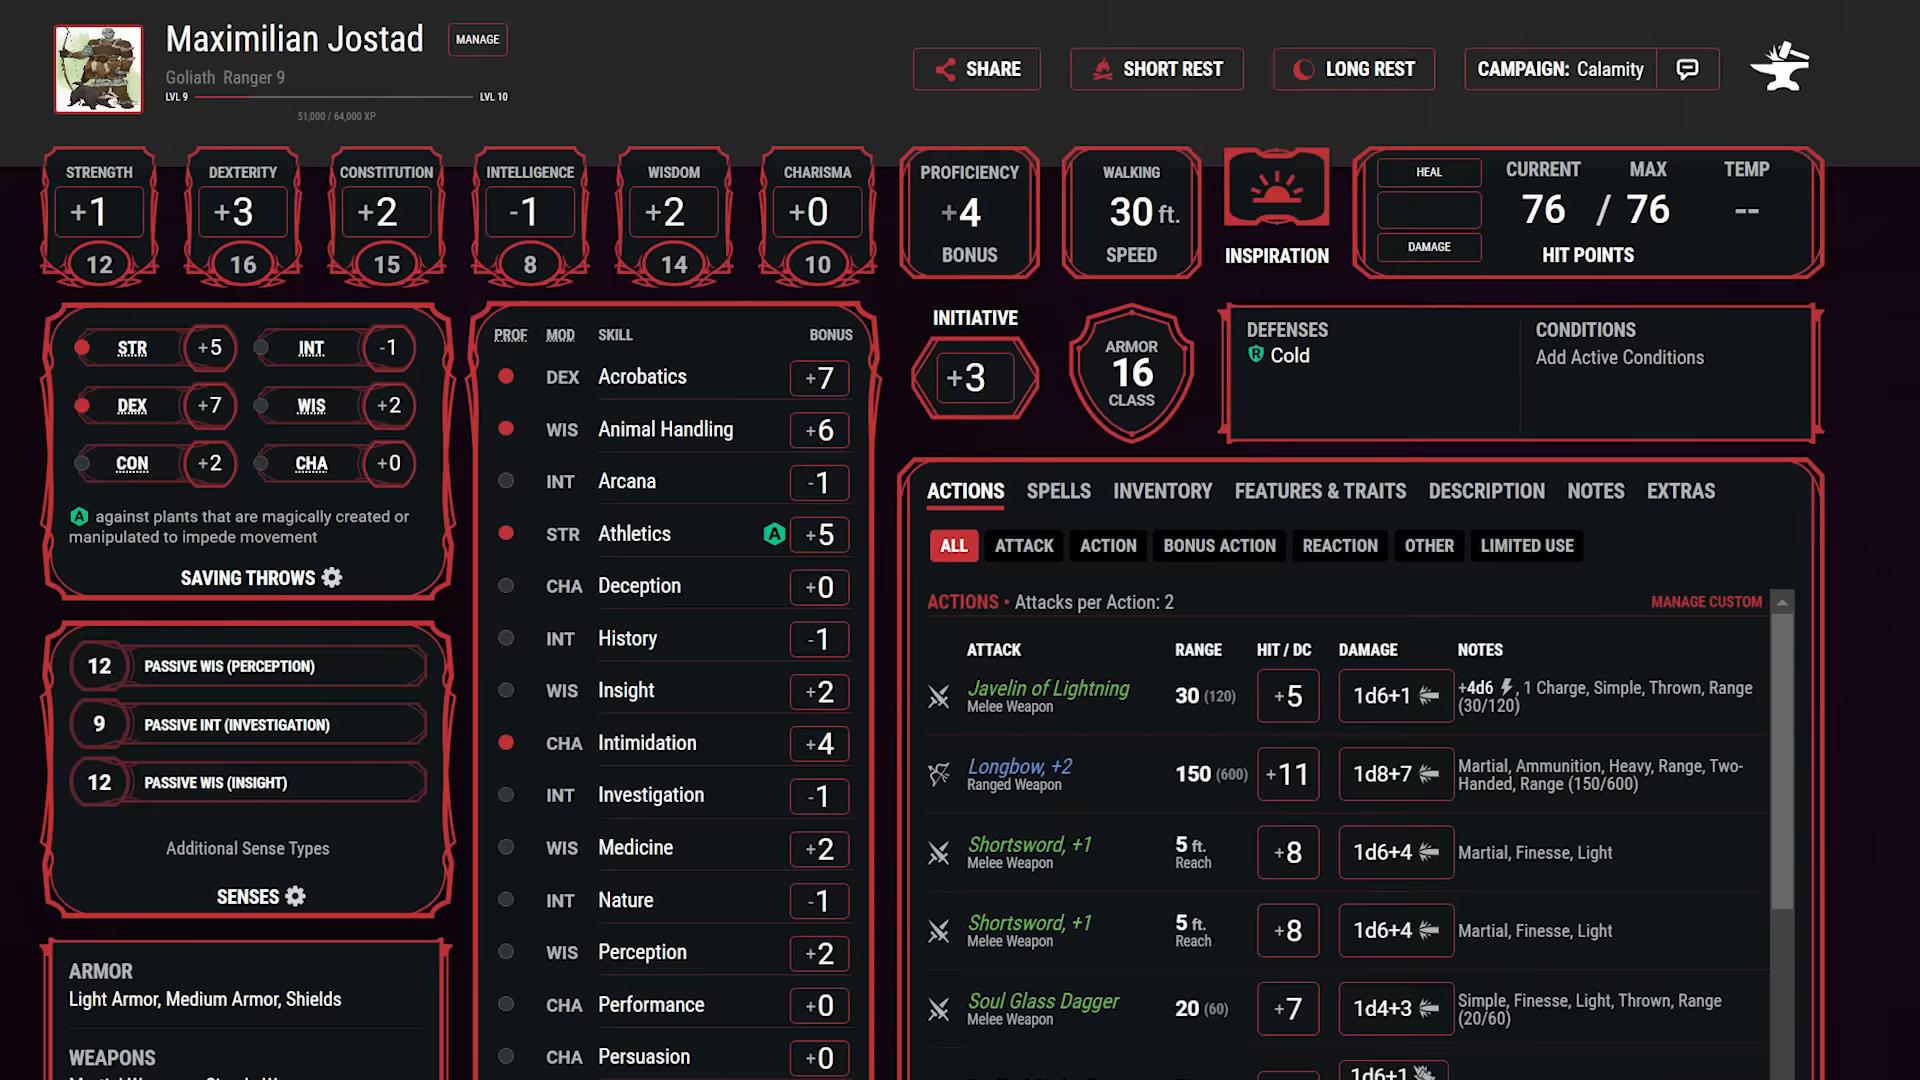 Maximilian Jostad
MANAGE
Goliath Ranger 9
LVL 9
LVL 10
51,000 / 64,000 XP
SHARE
SHORT REST
LONG REST
CAMPAIGN: Calamity
STRENGTH
+1
12
DEXTERITY
+3
16
CONSTITUTION
+2
15
INTELLIGENCE
-1
8
WISDOM
+2
14
CHARISMA
+0
10
PROFICIENCY
+4
BONUS
WALKING
30 ft.
SPEED
INSPIRATION
HEAL
DAMAGE
CURRENT MAX TEMP
76 / 76 --
HIT POINTS
STR +5
INT -1
DEX +7
WIS +2
CON +2
CHA +0
A against plants that are magically created or
manipulated to impede movement
SAVING THROWS
12 PASSIVE WIS (PERCEPTION)
9 PASSIVE INT (INVESTIGATION)
12 PASSIVE WIS (INSIGHT)
Additional Sense Types
SENSES
ARMOR
Light Armor, Medium Armor, Shields
WEAPONS
PROF MOD SKILL BONUS
DEX Acrobatics +7
WIS Animal Handling +6
INT Arcana -1
STR Athletics A +5
CHA Deception +0
INT History -1
WIS Insight +2
CHA Intimidation +4
INT Investigation -1
WIS Medicine +2
INT Nature -1
WIS Perception +2
CHA Performance +0
CHA Persuasion +0
INITIATIVE
+3
ARMOR
16
CLASS
DEFENSES
R Cold
CONDITIONS
Add Active Conditions
ACTIONS SPELLS INVENTORY FEATURES & TRAITS DESCRIPTION NOTES EXTRAS
ALL ATTACK ACTION BONUS ACTION REACTION OTHER LIMITED USE
ACTIONS • Attacks per Action: 2
MANAGE CUSTOM
ATTACK RANGE HIT / DC DAMAGE NOTES
Javelin of Lightning
Melee Weapon
30 (120)
+5
1d6+1
+4d6 , 1 Charge, Simple, Thrown, Range
(30/120)
Longbow, +2
Ranged Weapon
150 (600)
+11
1d8+7
Martial, Ammunition, Heavy, Range, Two-
Handed, Range (150/600)
Shortsword, +1
Melee Weapon
5 ft.
Reach
+8
1d6+4
Martial, Finesse, Light
Shortsword, +1
Melee Weapon
5 ft.
Reach
+8
1d6+4
Martial, Finesse, Light
Soul Glass Dagger
Melee Weapon
20 (60)
+7
1d4+3
Simple, Finesse, Light, Thrown, Range
(20/60)
1d6+1